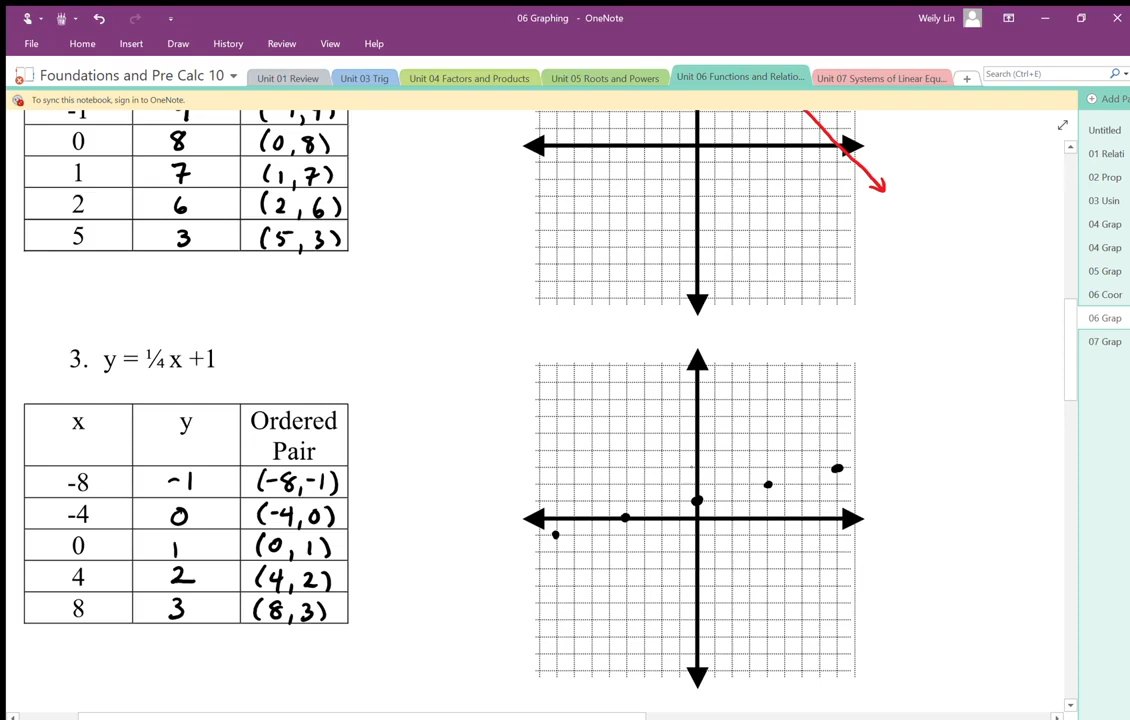 06 Graphing - OneNote
Weily Lin
File Home Insert Draw History Review View Help
Foundations and Pre Calc 10
Unit 01 Review
Unit 03 Trig
Unit 04 Factors and Products
Unit 05 Roots and Powers
Unit 06 Functions and Relatio...
Unit 07 Systems of Linear Equ...
Search (Ctrl+E)
To sync this notebook, sign in to OneNote.
Add Pa
Untitled
01 Relati
02 Prop
03 Usin
04 Grap
04 Grap
05 Grap
06 Coor
06 Grap
07 Grap
-1
0 8 (0,8)
1 7 (1,7)
2 6 (2,6)
5 3 (5,3)
3. y = ¼ x +1
x y Ordered
Pair
-8 -1 (-8,-1)
-4 0 (-4,0)
0 1 (0,1)
4 2 (4,2)
8 3 (8,3)